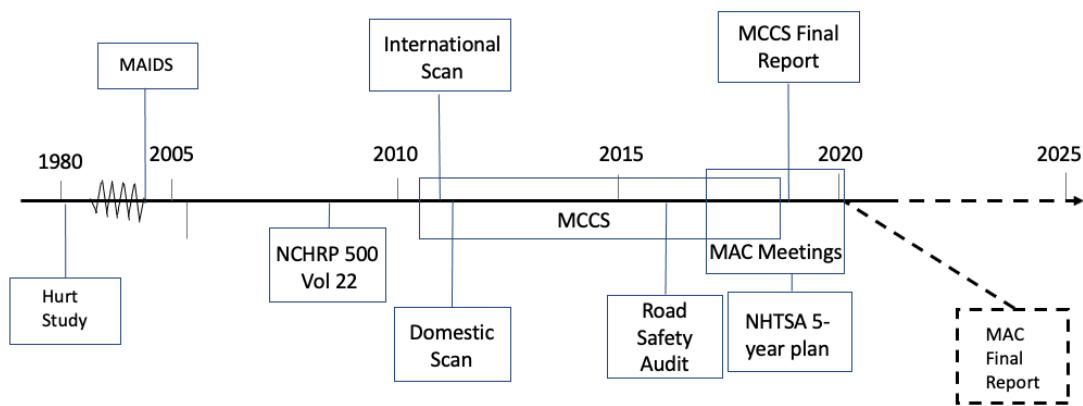 MAIDS
International
Scan
MCCS Final
Report
1980
2005
2010
2015
2020
2025
MCCS
MAC Meetings
Hurt
Study
NCHRP 500
Vol 22
Domestic
Scan
Road
Safety
Audit
NHTSA 5-
year plan
MAC
Final
Report